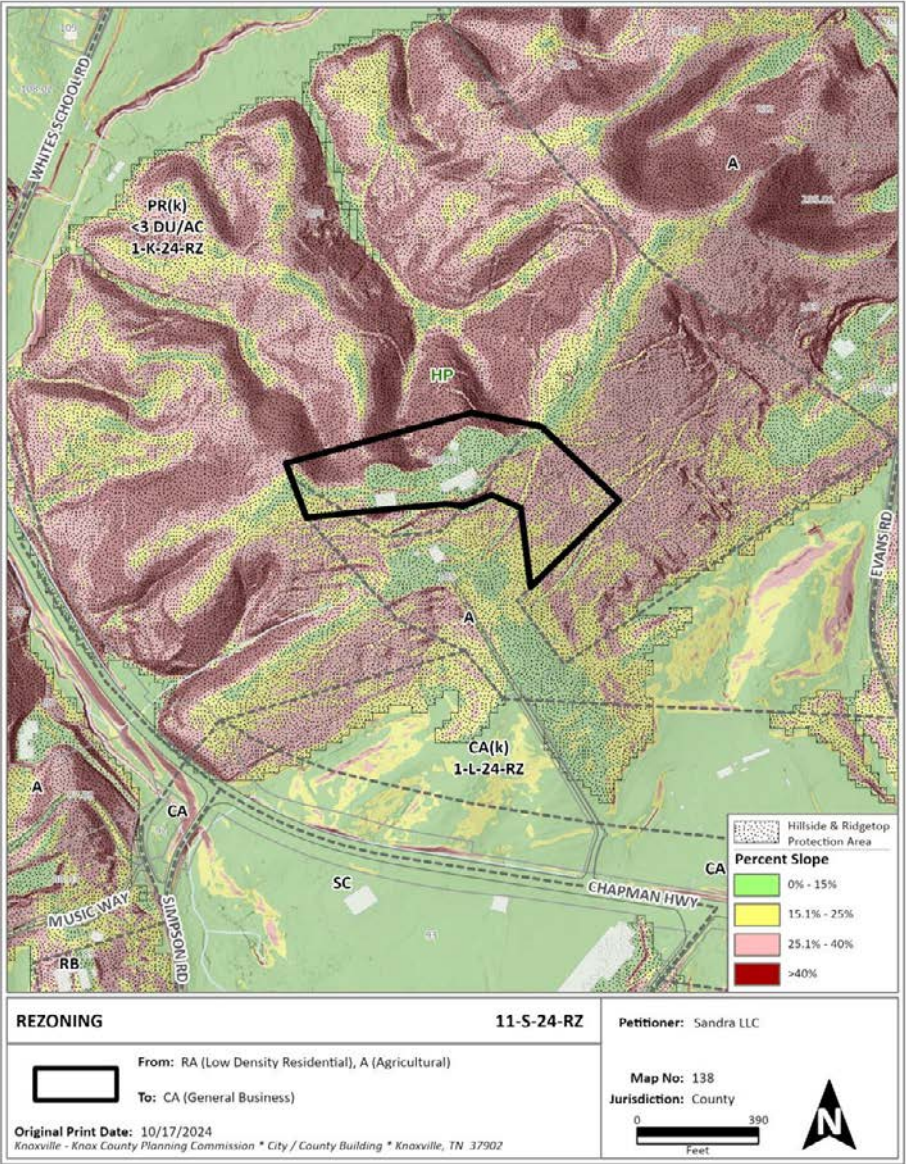 105
WHITES SCHOOL RD
A
PR(k)
<3 DU/AC
1-K-24-RZ
HP
EVANS RD
A
CA(k)
1-L-24-RZ
A
CA
SC
CHAPMAN HWY
CA
MUSIC WAY
SIMPSON RD
93
RB
Hillside & Ridgetop
Protection Area
Percent Slope
0% - 15%
15.1% - 25%
25.1% - 40%
>40%
REZONING
11-S-24-RZ
From: RA (Low Density Residential), A (Agricultural)
To: CA (General Business)
Original Print Date: 10/17/2024
Knoxville - Knox County Planning Commission * City / County Building * Knoxville, TN 37902
Petitioner: Sandra LLC
Map No: 138
Jurisdiction: County
0 390
Feet
N